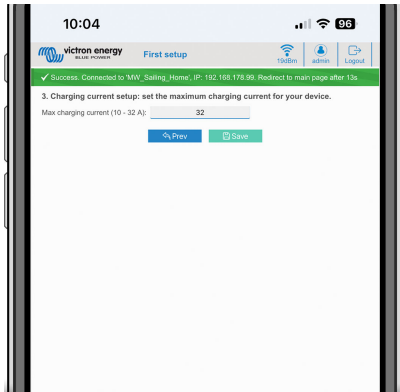 10:04
96
victron energy
BLUE POWER
First setup
19dBm
admin
Logout
Success. Connected to 'MW_Sailing_Home', IP: 192.168.178.99. Redirect to main page after 13s
3. Charging current setup: set the maximum charging current for your device.
Max charging current (10 - 32 A): 32
Prev
Save